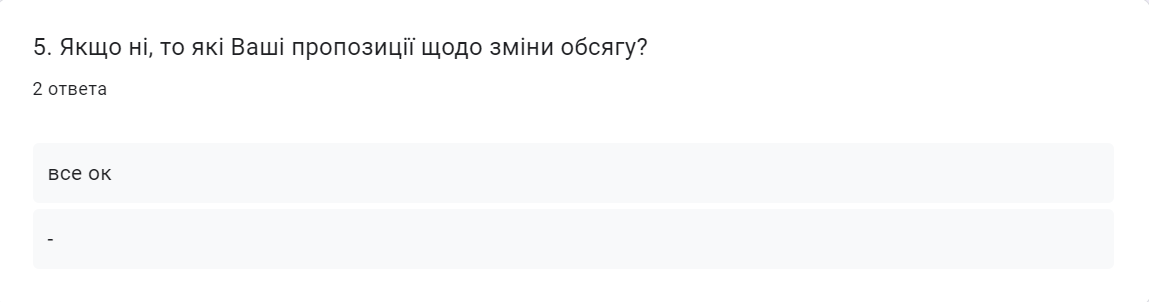 5. Якщо ні, то які Ваші пропозиції щодо зміни обсягу?
2 ответа
все ок
-